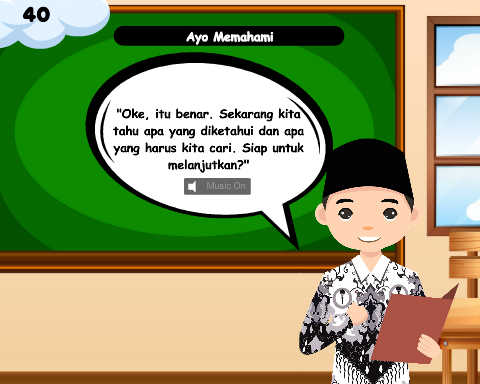 40
Ayo Memahami
"Oke, itu benar. Sekarang kita
tahu apa yang diketahui dan apa
yang harus kita cari. Siap untuk
melanjutkan?"
Music On